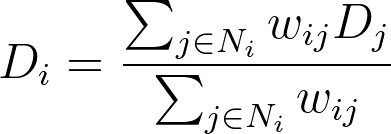 D_i = \frac{\sum_{j \in N_i} w_{ij} D_j}{\sum_{j \in N_i} w_{ij}}